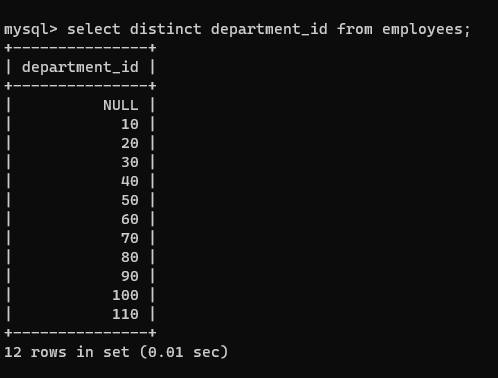 mysql> select distinct department_id from employees;
+---------------+
| department_id |
+---------------+
|          NULL |
|            10 |
|            20 |
|            30 |
|            40 |
|            50 |
|            60 |
|            70 |
|            80 |
|            90 |
|           100 |
|           110 |
+---------------+
12 rows in set (0.01 sec)